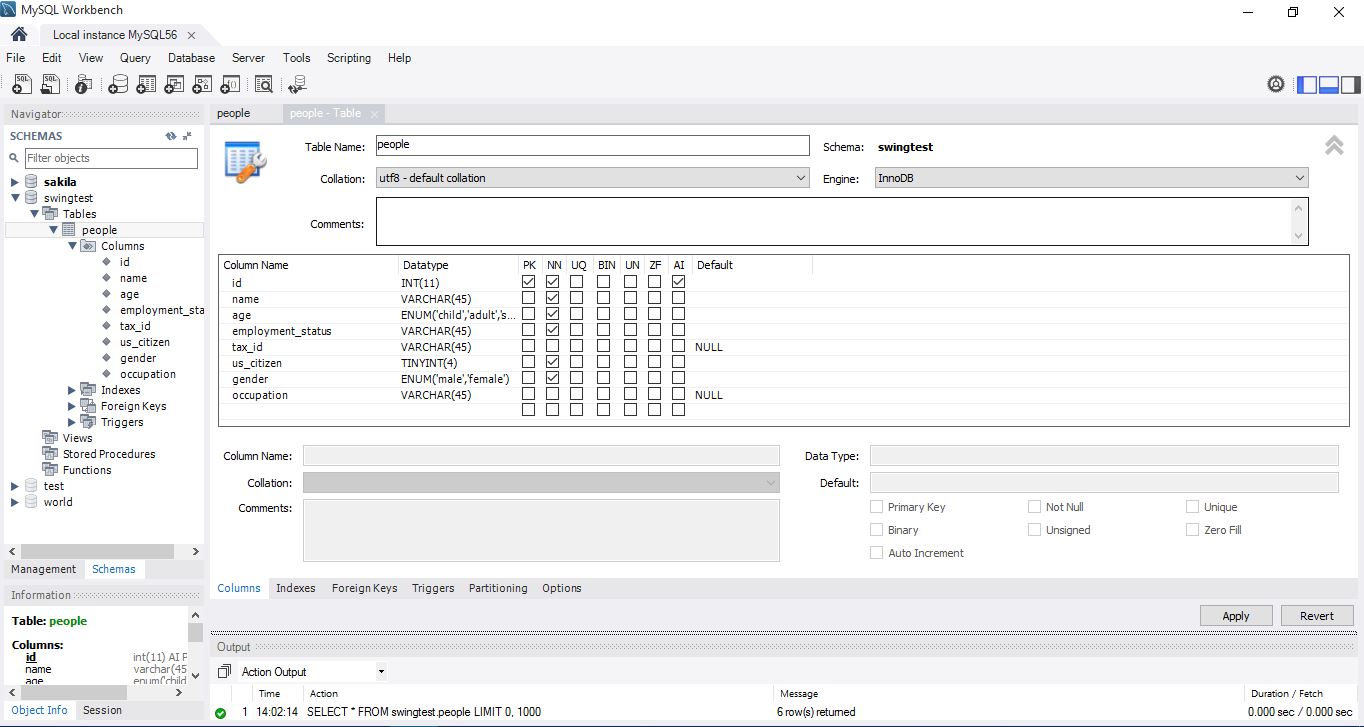 MySQL Workbench
Local instance MySQL56
File Edit View Query Database Server Tools Scripting Help
Navigator
SCHEMAS
Filter objects
sakila
swingtest
Tables
people
Columns
id
name
age
employment_sta
tax_id
us_citizen
gender
occupation
Indexes
Foreign Keys
Triggers
Views
Stored Procedures
Functions
test
world
Management Schemas
Information
Table: people
Columns:
id int(11) AI P
name varchar(45
age enum('child
Object Info Session
people people - Table
Table Name: people Schema: swingtest
Collation: utf8 - default collation Engine: InnoDB
Comments:
Column Name Datatype PK NN UQ BIN UN ZF AI Default
id INT(11)
name VARCHAR(45)
age ENUM('child','adult','s...
employment_status VARCHAR(45)
tax_id VARCHAR(45) NULL
us_citizen TINYINT(4)
gender ENUM('male','female')
occupation VARCHAR(45) NULL
Column Name: Data Type:
Collation: Default:
Comments: Primary Key Not Null Unique
Binary Unsigned Zero Fill
Auto Increment
Columns Indexes Foreign Keys Triggers Partitioning Options
Apply Revert
Output
Action Output
Time Action Message Duration / Fetch
1 14:02:14 SELECT * FROM swingtest.people LIMIT 0, 1000 6 row(s) returned 0.000 sec / 0.000 sec